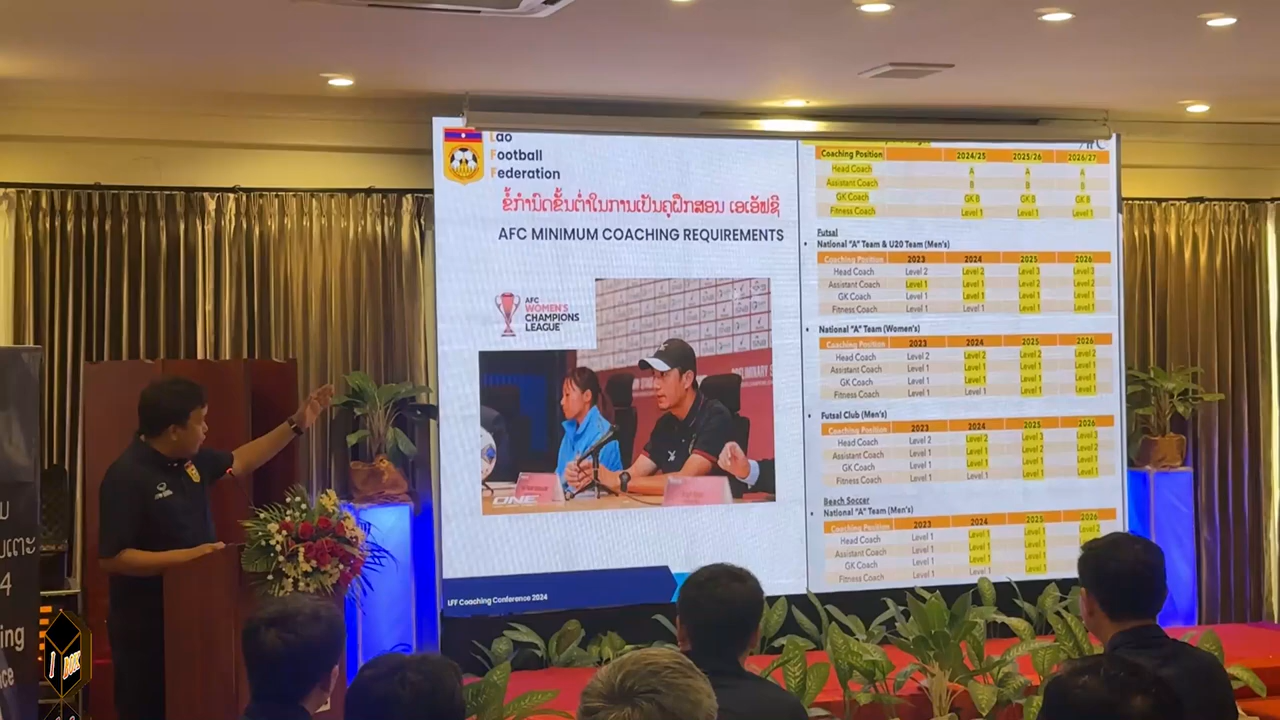 Lao
Football
Federation
ຂໍ້ກຳນົດຂັ້ນຕ່ຳໃນການເປັນຄູຝຶກສອນ ເອເອັຟຊີ
AFC MINIMUM COACHING REQUIREMENTS
AFC
WOMEN'S
CHAMPIONS
LEAGUE
ONE
LFF Coaching Conference 2024
Coaching Position 2024/25 2025/26 2026/27
Head Coach A A A
Assistant Coach B B B
GK Coach GK B GK B GK B
Fitness Coach Level 1 Level 1 Level 1
Futsal
• National "A" Team & U20 Team (Men's)
Coaching Position 2023 2024 2025 2026
Head Coach Level 2 Level 2 Level 3 Level 3
Assistant Coach Level 1 Level 1 Level 2 Level 2
GK Coach Level 1 Level 1 Level 1 Level 1
Fitness Coach Level 1 Level 1 Level 1 Level 1
• National "A" Team (Women's)
Coaching Position 2023 2024 2025 2026
Head Coach Level 2 Level 2 Level 2 Level 2
Assistant Coach Level 1 Level 1 Level 1 Level 1
GK Coach Level 1 Level 1 Level 1 Level 1
Fitness Coach Level 1 Level 1 Level 1 Level 1
• Futsal Club (Men's)
Coaching Position 2023 2024 2025 2026
Head Coach Level 2 Level 2 Level 3 Level 3
Assistant Coach Level 1 Level 1 Level 2 Level 2
GK Coach Level 1 Level 1 Level 1 Level 1
Fitness Coach Level 1 Level 1 Level 1 Level 1
Beach Soccer
• National "A" Team (Men's)
Coaching Position 2023 2024 2025 2026
Head Coach Level 1 Level 1 Level 1 Level 2
Assistant Coach Level 1 Level 1 Level 1
GK Coach Level 1 Level 1 Level 1
Fitness Coach Level 1 Level 1 Level 1
4
ing